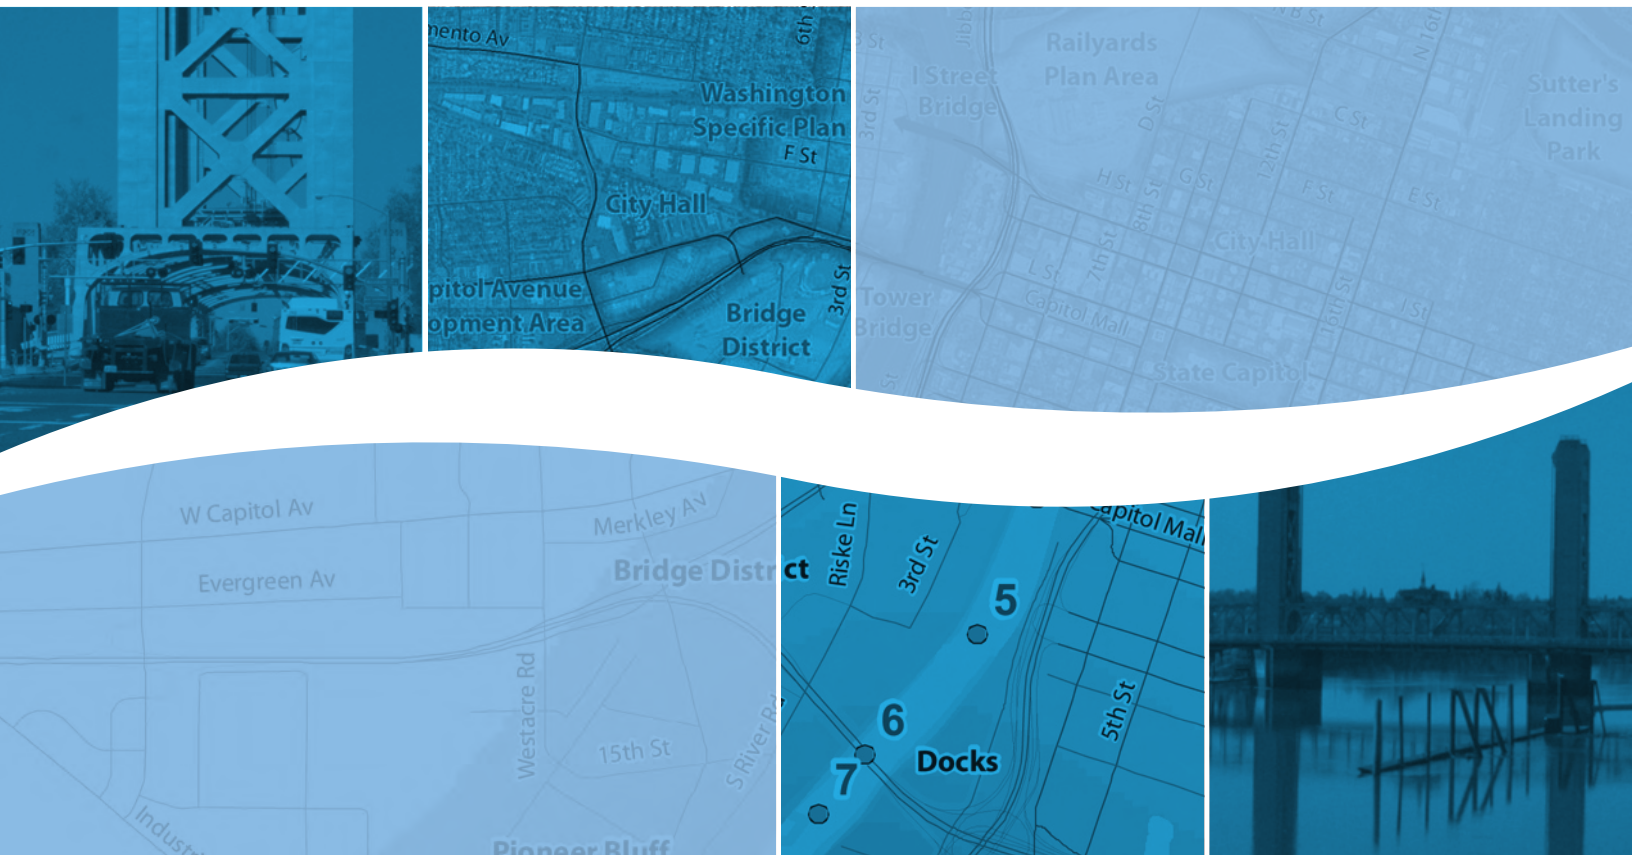 mento Av
6th
Washington
Specific Plan
F St
City Hall
pitol Avenue
opment Area
Bridge
District
3rd St
B St
Jibb
I Street
Bridge
3rd St
Railyards
Plan Area
N B St
N 16th
Sutter's
Landing
Park
D St
C St
12th St
H St
G St
F St
E St
8th St
7th St
City Hall
L St
Capitol Mall
15th St
I St
Tower
Bridge
St
State Capitol
W Capitol Av
Merkley Av
Evergreen Av
Bridge Distr
ct
Westacre Rd
15th St
S River Rd
Industr
Pioneer Bluff
Riske Ln
3rd St
Capitol Mall
5
6
7
Docks
5th St